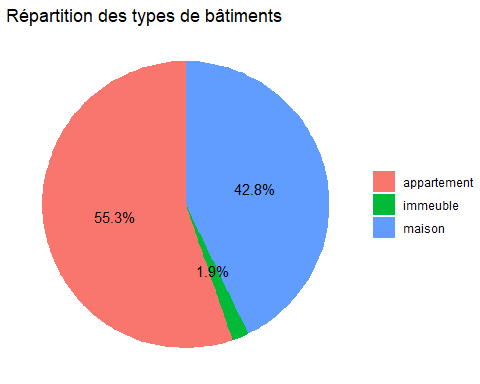 Répartition des types de bâtiments
42.8%
55.3%
1.9%
appartement
immeuble
maison